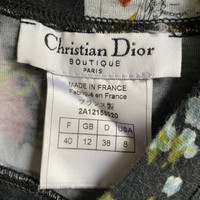 Christian Dior
BOUTIQUE
PARIS
MADE IN FRANCE
Fabriqué en France
フランス製
F GB D USA
40 12 38 8